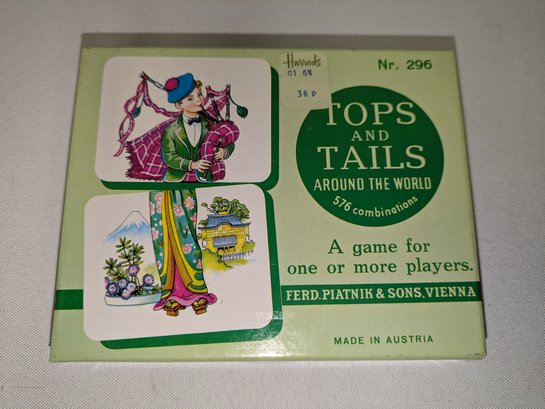 Harrods
36 P
Nr. 296
TOPS
AND
TAILS
AROUND THE WORLD
576 combinations
A game for
one or more players.
FERD. PIATNIK & SONS, VIENNA
MADE IN AUSTRIA